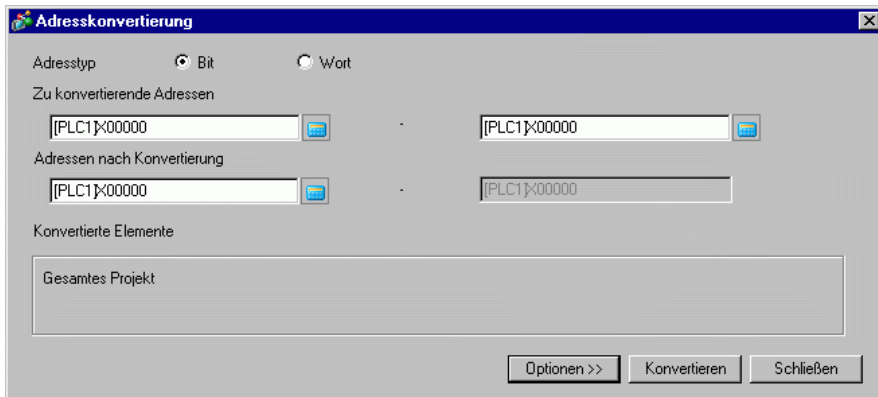 Adresskonvertierung
Adresstyp Bit Wort
Zu konvertierende Adressen
[PLC1]X00000 - [PLC1]X00000
Adressen nach Konvertierung
[PLC1]X00000 - [PLC1]X00000
Konvertierte Elemente
Gesamtes Projekt
Optionen >> Konvertieren Schließen